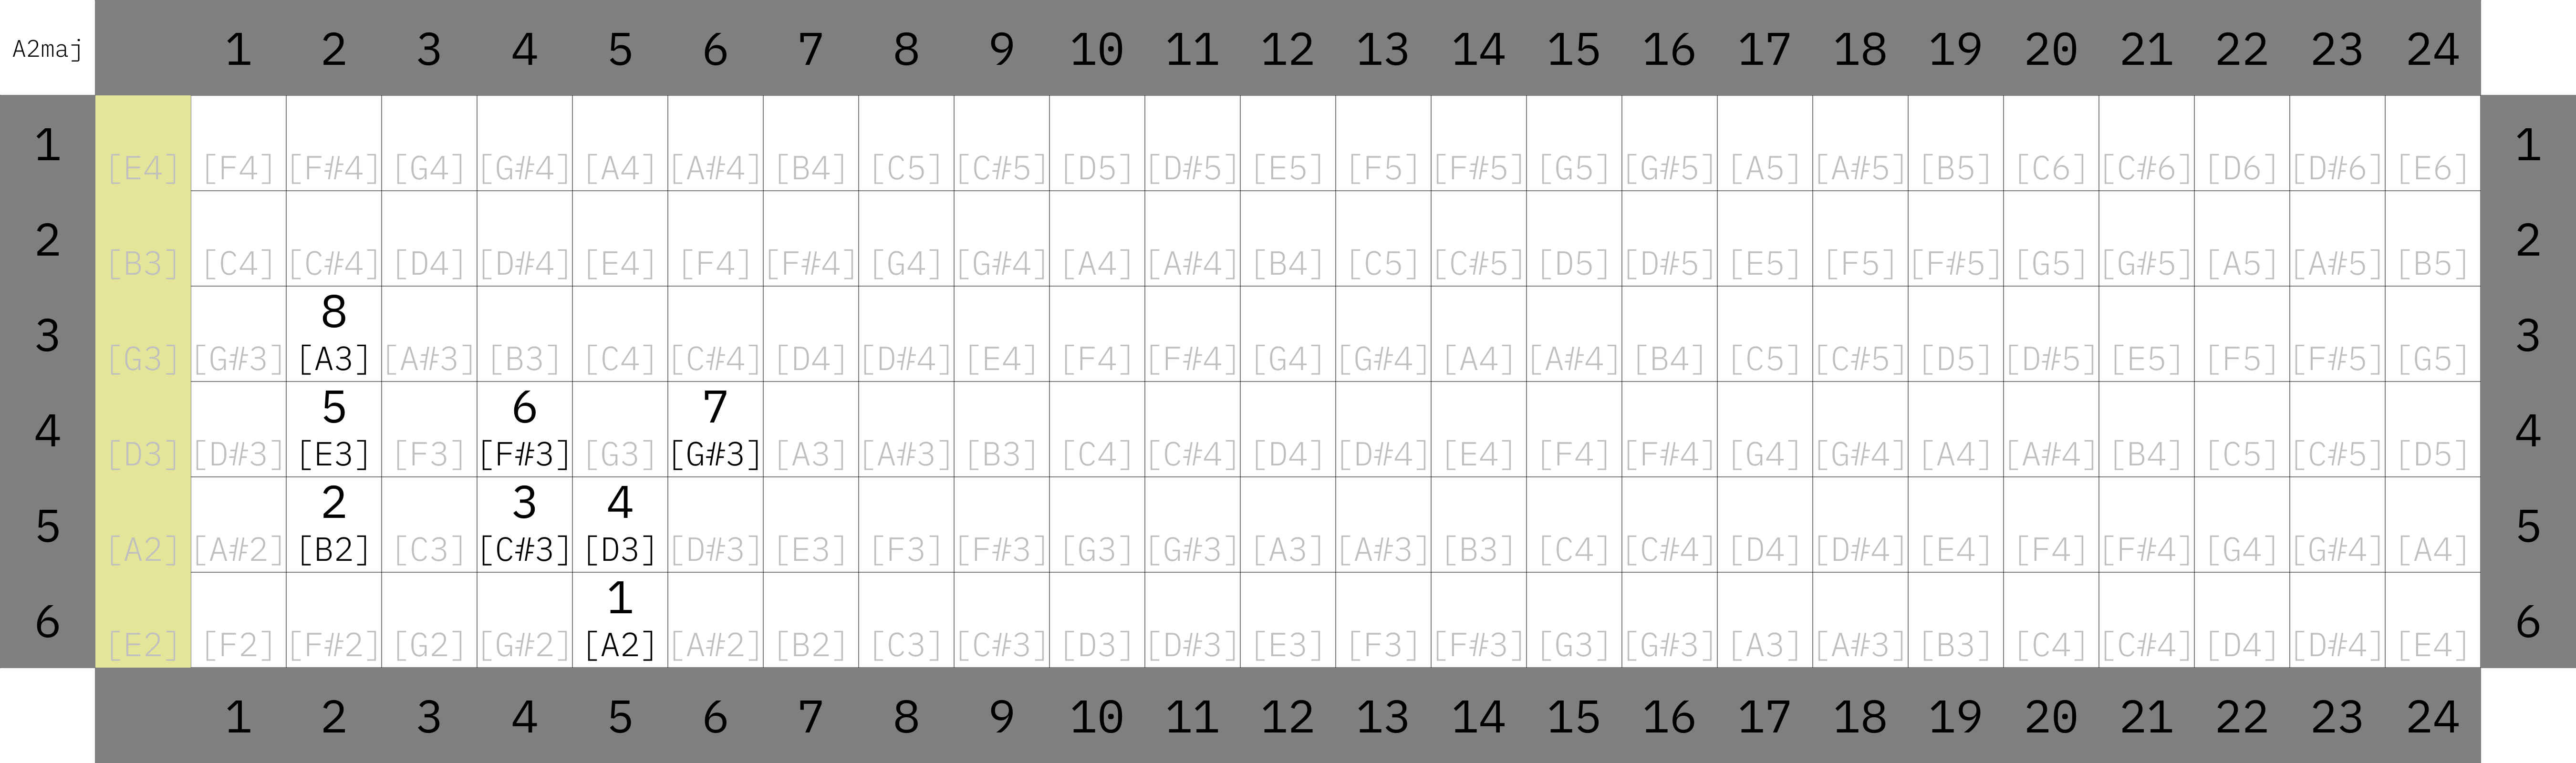 A2maj 1 2 3 4 5 6 7 8 9 10 11 12 13 14 15 16 17 18 19 20 21 22 23 24
1 [E4] [F4] [F#4] [G4] [G#4] [A4] [A#4] [B4] [C5] [C#5] [D5] [D#5] [E5] [F5] [F#5] [G5] [G#5] [A5] [A#5] [B5] [C6] [C#6] [D6] [D#6] [E6] 1
2 [B3] [C4] [C#4] [D4] [D#4] [E4] [F4] [F#4] [G4] [G#4] [A4] [A#4] [B4] [C5] [C#5] [D5] [D#5] [E5] [F5] [F#5] [G5] [G#5] [A5] [A#5] [B5] 2
8
3 [G3] [G#3] [A3] [A#3] [B3] [C4] [C#4] [D4] [D#4] [E4] [F4] [F#4] [G4] [G#4] [A4] [A#4] [B4] [C5] [C#5] [D5] [D#5] [E5] [F5] [F#5] [G5] 3
5 6 7
4 [D3] [D#3] [E3] [F3] [F#3] [G3] [G#3] [A3] [A#3] [B3] [C4] [C#4] [D4] [D#4] [E4] [F4] [F#4] [G4] [G#4] [A4] [A#4] [B4] [C5] [C#5] [D5] 4
2 3 4
5 [A2] [A#2] [B2] [C3] [C#3] [D3] [D#3] [E3] [F3] [F#3] [G3] [G#3] [A3] [A#3] [B3] [C4] [C#4] [D4] [D#4] [E4] [F4] [F#4] [G4] [G#4] [A4] 5
1
6 [E2] [F2] [F#2] [G2] [G#2] [A2] [A#2] [B2] [C3] [C#3] [D3] [D#3] [E3] [F3] [F#3] [G3] [G#3] [A3] [A#3] [B3] [C4] [C#4] [D4] [D#4] [E4] 6
1 2 3 4 5 6 7 8 9 10 11 12 13 14 15 16 17 18 19 20 21 22 23 24